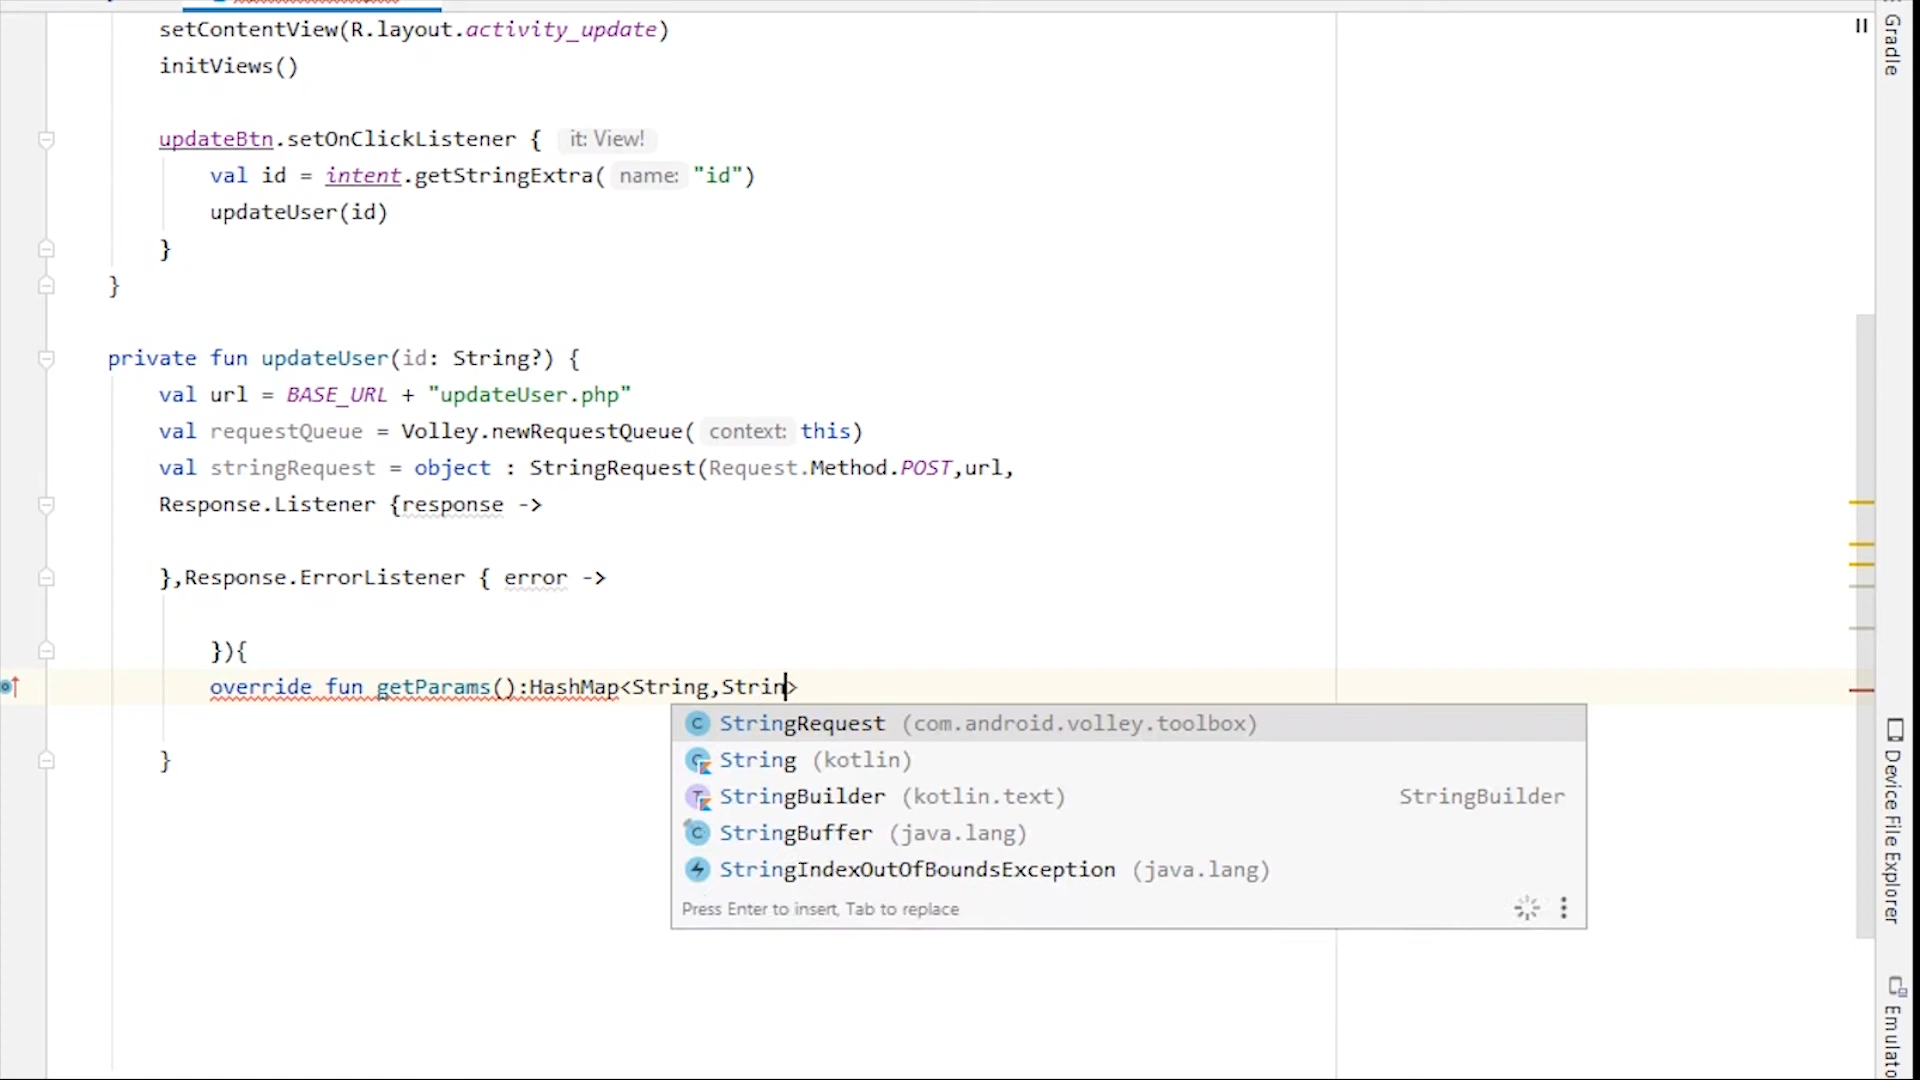 setContentView(R.layout.activity_update)
initViews()
updateBtn.setOnClickListener { it: View!
val id = intent.getStringExtra( name: "id")
updateUser(id)
}
}
private fun updateUser(id: String?) {
val url = BASE_URL + "updateUser.php"
val requestQueue = Volley.newRequestQueue( context: this)
val stringRequest = object : StringRequest(Request.Method.POST,url,
Response.Listener {response ->
},Response.ErrorListener { error ->
}){
override fun getParams():HashMap<String,Strin>
}
StringRequest (com.android.volley.toolbox)
String (kotlin)
StringBuilder (kotlin.text) StringBuilder
StringBuffer (java.lang)
StringIndexOutOfBoundsException (java.lang)
Press Enter to insert, Tab to replace
Gradle
Device File Explorer
Emulato